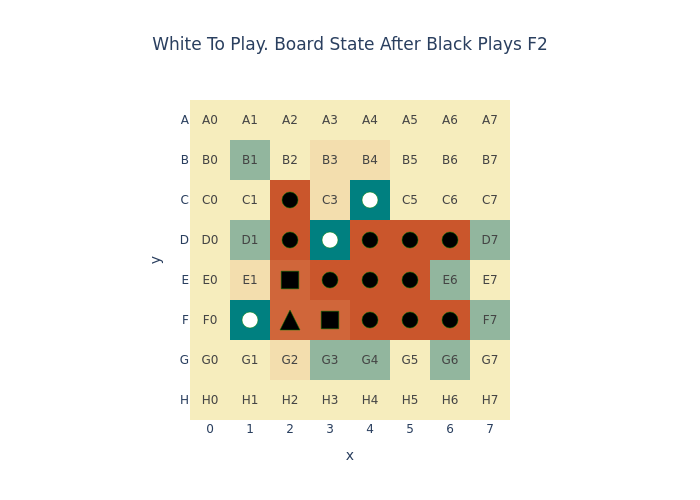 White To Play. Board State After Black Plays F2
A A0 A1 A2 A3 A4 A5 A6 A7
B B0 B1 B2 B3 B4 B5 B6 B7
C C0 C1 C3 C5 C6 C7
D D0 D1 D7
y
E E0 E1 E6 E7
F F0 F7
G G0 G1 G2 G3 G4 G5 G6 G7
H H0 H1 H2 H3 H4 H5 H6 H7
0 1 2 3 4 5 6 7
x